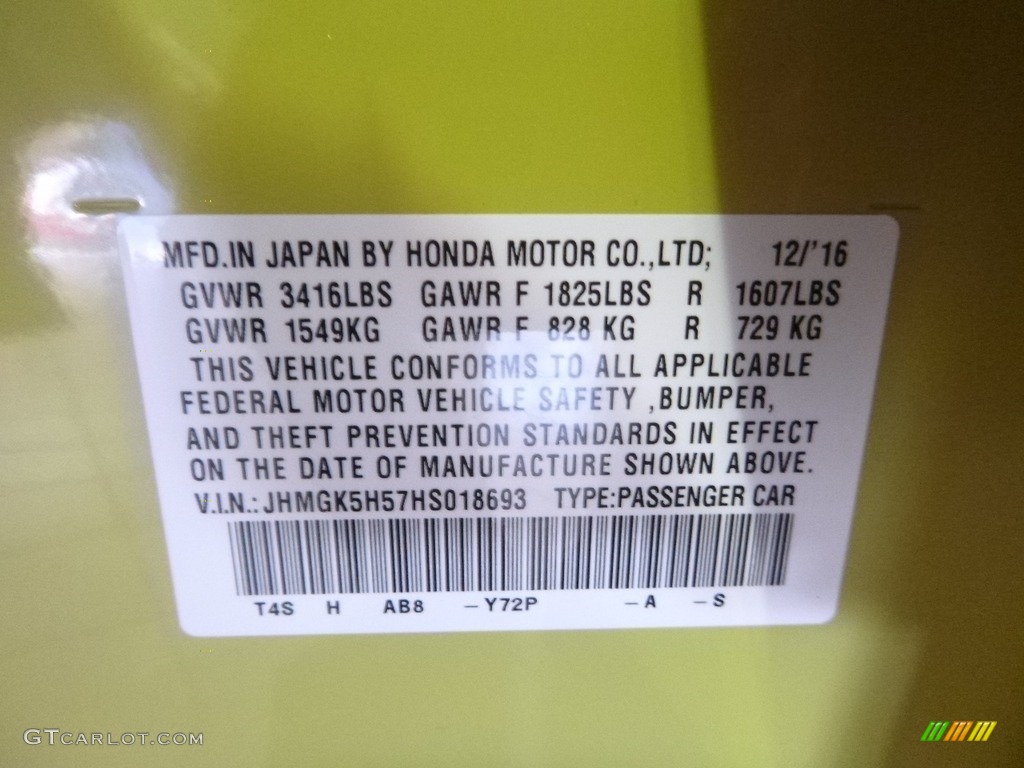 MFD.IN JAPAN BY HONDA MOTOR CO.,LTD; 12/'16
GVWR 3416LBS GAWR F 1825LBS R 1607LBS
GVWR 1549KG GAWR F 828 KG R 729 KG
THIS VEHICLE CONFORMS TO ALL APPLICABLE
FEDERAL MOTOR VEHICLE SAFETY ,BUMPER,
AND THEFT PREVENTION STANDARDS IN EFFECT
ON THE DATE OF MANUFACTURE SHOWN ABOVE.
V.I.N.:JHMGK5H57HS018693 TYPE:PASSENGER CAR
T4S H AB8 -Y72P -A -S
GTCARLOT.COM